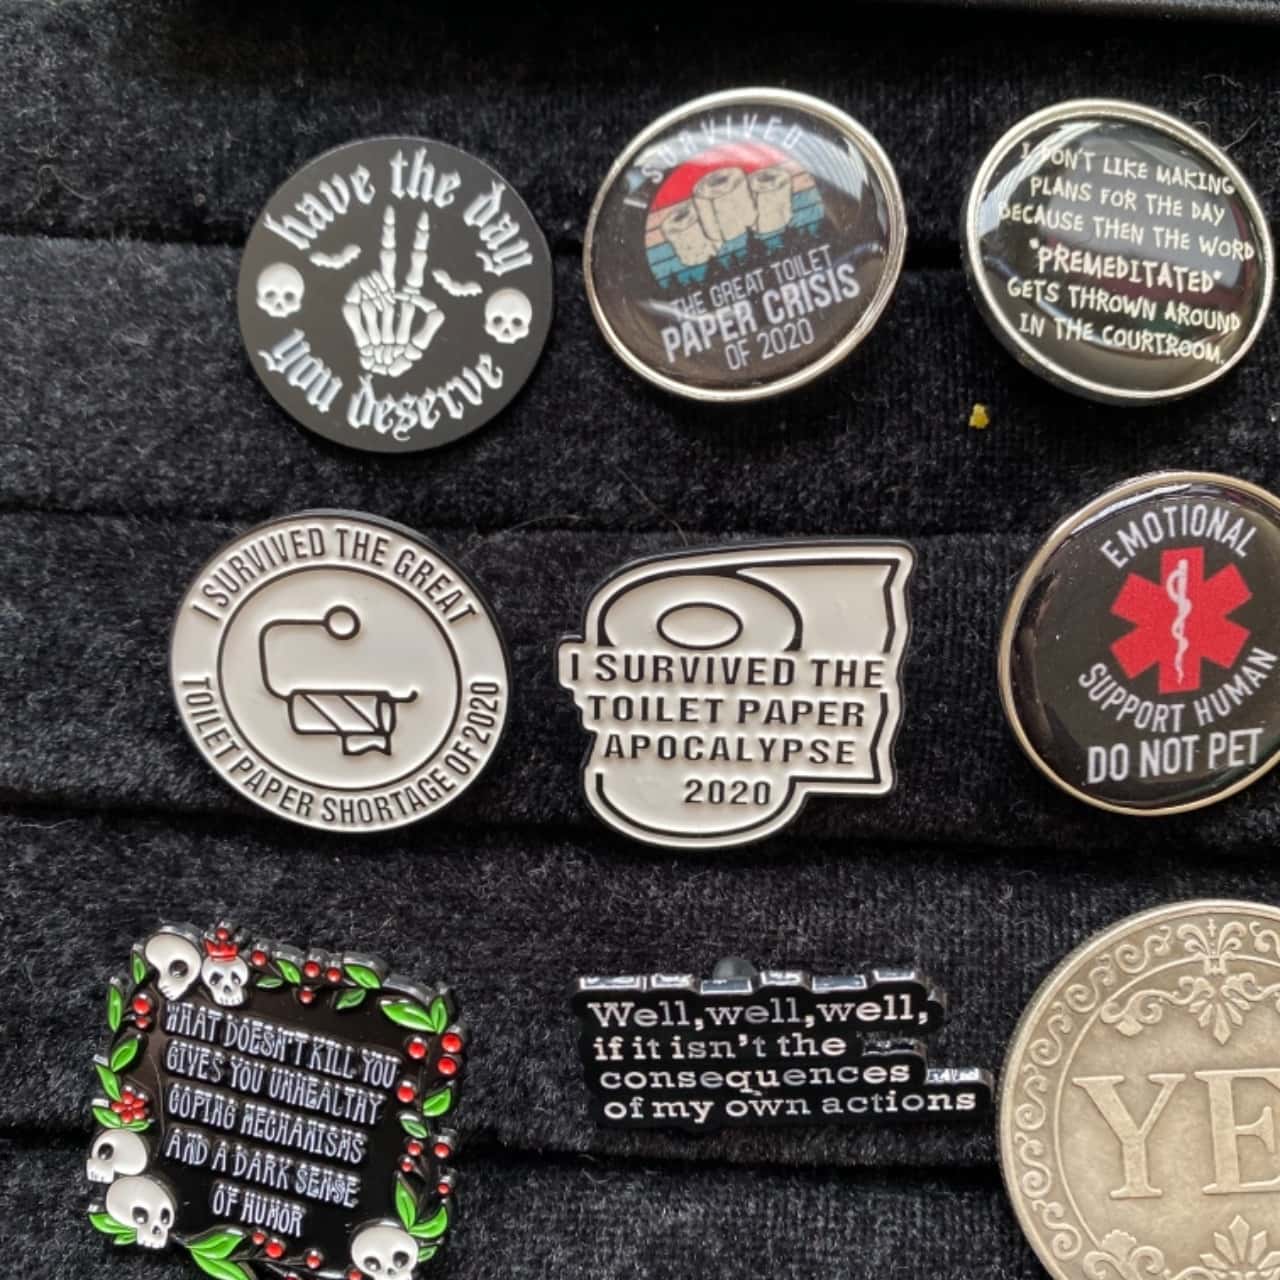 have the day
you deserve
I SURVIVED
THE GREAT TOILET
PAPER CRISIS
OF 2020
I DON'T LIKE MAKING
PLANS FOR THE DAY
BECAUSE THEN THE WORD
"PREMEDITATED"
GETS THROWN AROUND
IN THE COURTROOM.
I SURVIVED THE GREAT
TOILET PAPER SHORTAGE OF 2020
I SURVIVED THE
TOILET PAPER
APOCALYPSE
2020
EMOTIONAL
SUPPORT HUMAN
DO NOT PET
WHAT DOESN'T KILL YOU
GIVES YOU UNHEALTHY
COPING MECHANISMS
AND A DARK SENSE
OF HUMOR
Well, well, well,
if it isn't the
consequences
of my own actions
YE